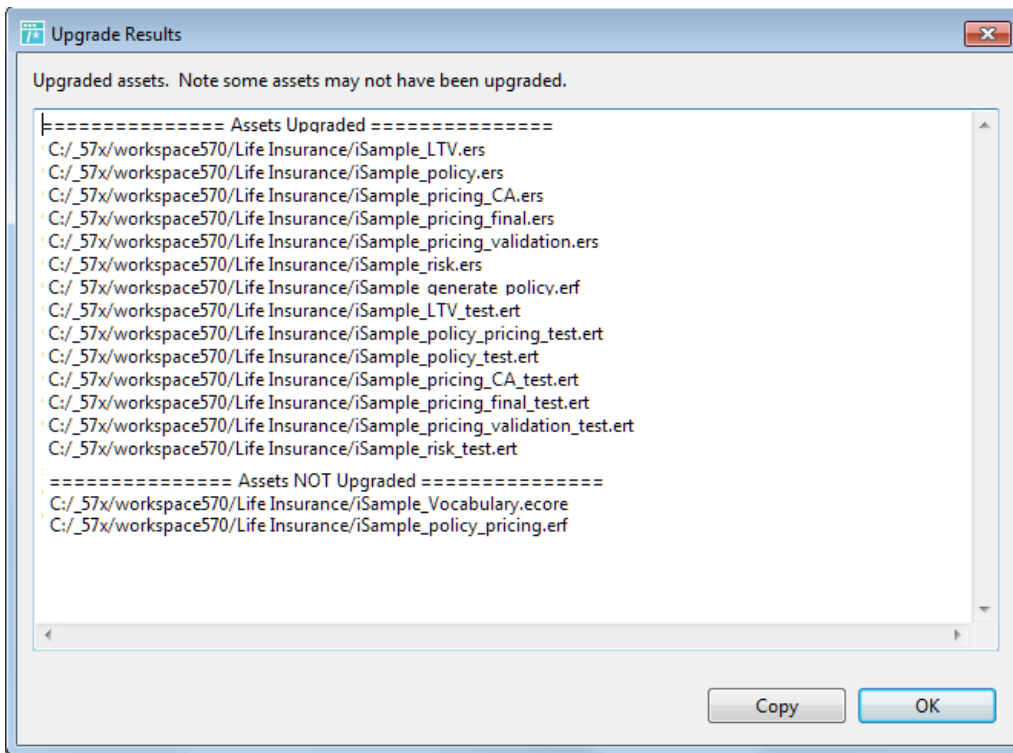 Upgrade Results
Upgraded assets.  Note some assets may not have been upgraded.
=============== Assets Upgraded ===============
C:/_57x/workspace570/Life Insurance/iSample_LTV.ers
C:/_57x/workspace570/Life Insurance/iSample_policy.ers
C:/_57x/workspace570/Life Insurance/iSample_pricing_CA.ers
C:/_57x/workspace570/Life Insurance/iSample_pricing_final.ers
C:/_57x/workspace570/Life Insurance/iSample_pricing_validation.ers
C:/_57x/workspace570/Life Insurance/iSample_risk.ers
C:/_57x/workspace570/Life Insurance/iSample_generate_policy.erf
C:/_57x/workspace570/Life Insurance/iSample_LTV_test.ert
C:/_57x/workspace570/Life Insurance/iSample_policy_pricing_test.ert
C:/_57x/workspace570/Life Insurance/iSample_policy_test.ert
C:/_57x/workspace570/Life Insurance/iSample_pricing_CA_test.ert
C:/_57x/workspace570/Life Insurance/iSample_pricing_final_test.ert
C:/_57x/workspace570/Life Insurance/iSample_pricing_validation_test.ert
C:/_57x/workspace570/Life Insurance/iSample_risk_test.ert
=============== Assets NOT Upgraded ===============
C:/_57x/workspace570/Life Insurance/iSample_Vocabulary.ecore
C:/_57x/workspace570/Life Insurance/iSample_policy_pricing.erf
Copy
OK